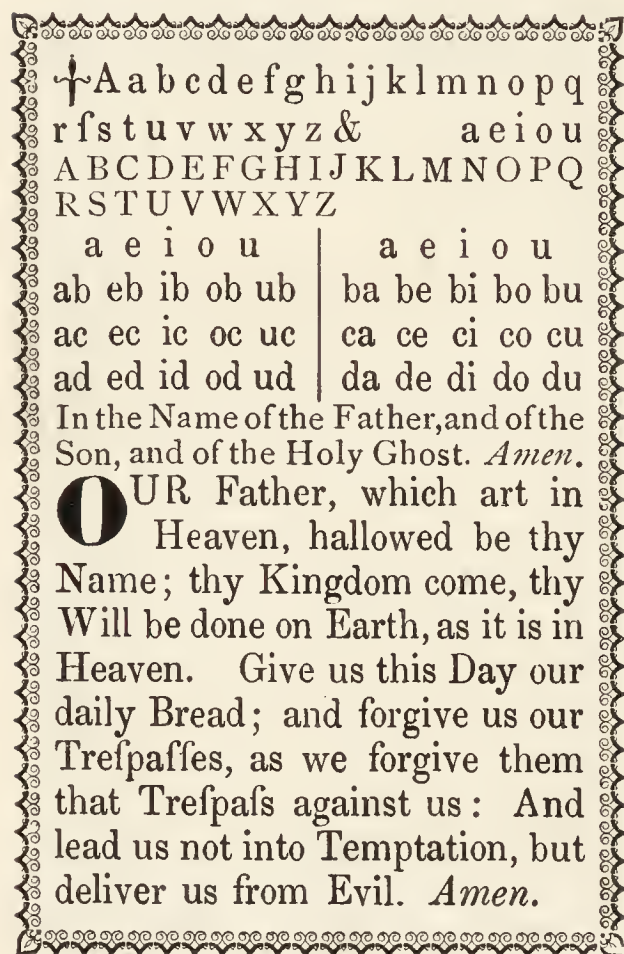 Aabcdefghijklmnopq
rſstuvwxyz& aeiou
ABCDEFGHIJKLMNOPQ
RSTUVWXYZ
a e i o u a e i o u
ab eb ib ob ub ba be bi bo bu
ac ec ic oc uc ca ce ci co cu
ad ed id od ud da de di do du
In the Name of the Father, and of the
Son, and of the Holy Ghost. Amen.
OUR Father, which art in
Heaven, hallowed be thy
Name; thy Kingdom come, thy
Will be done on Earth, as it is in
Heaven. Give us this Day our
daily Bread; and forgive us our
Treſpaſſes, as we forgive them
that Treſpaſs against us: And
lead us not into Temptation, but
deliver us from Evil. Amen.